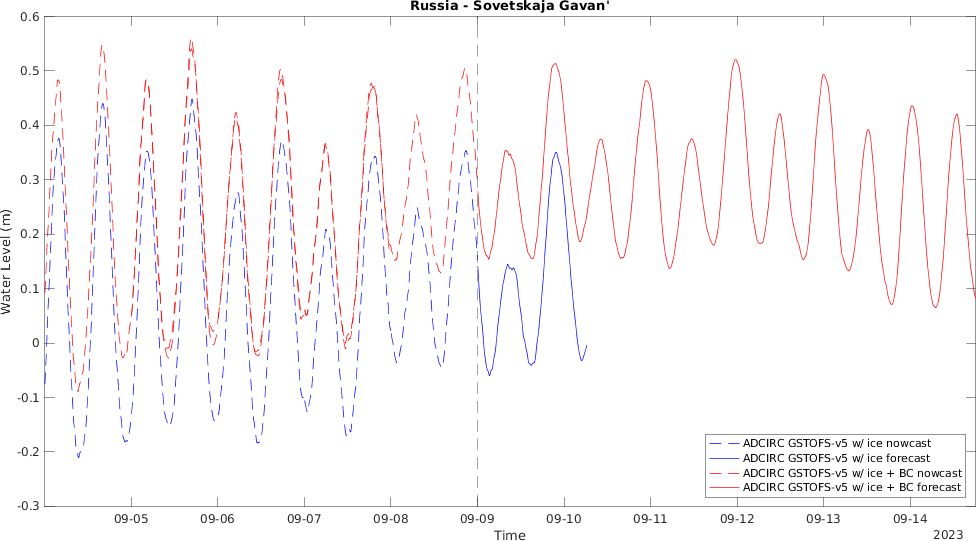 Russia - Sovetskaja Gavan'
0.6
0.5
0.4
0.3
0.2
0.1
0
-0.1
-0.2
-0.3
Water Level (m)
ADCIRC GSTOFS-v5 w/ ice nowcast
ADCIRC GSTOFS-v5 w/ ice forecast
ADCIRC GSTOFS-v5 w/ ice + BC nowcast
ADCIRC GSTOFS-v5 w/ ice + BC forecast
09-05 09-06 09-07 09-08 09-09 09-10 09-11 09-12 09-13 09-14
Time
2023